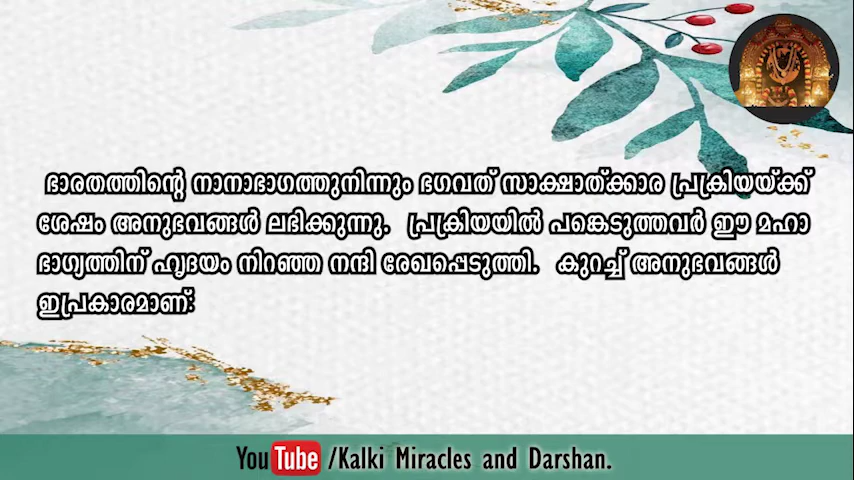 ഭാരതത്തിന്റെ നാനാഭാഗത്തുനിന്നും ഭഗവത് സാക്ഷാത്ക്കാര പ്രക്രിയയ്ക്ക്
ശേഷം അനുഭവങ്ങൾ ലഭിക്കുന്നു. പ്രക്രിയയിൽ പങ്കെടുത്തവർ ഈ മഹാ
ഭാഗ്യത്തിന് ഹൃദയം നിറഞ്ഞ നന്ദി രേഖപ്പെടുത്തി. കുറച്ച് അനുഭവങ്ങൾ
ഇപ്രകാരമാണ്:
YouTube /Kalki Miracles and Darshan.